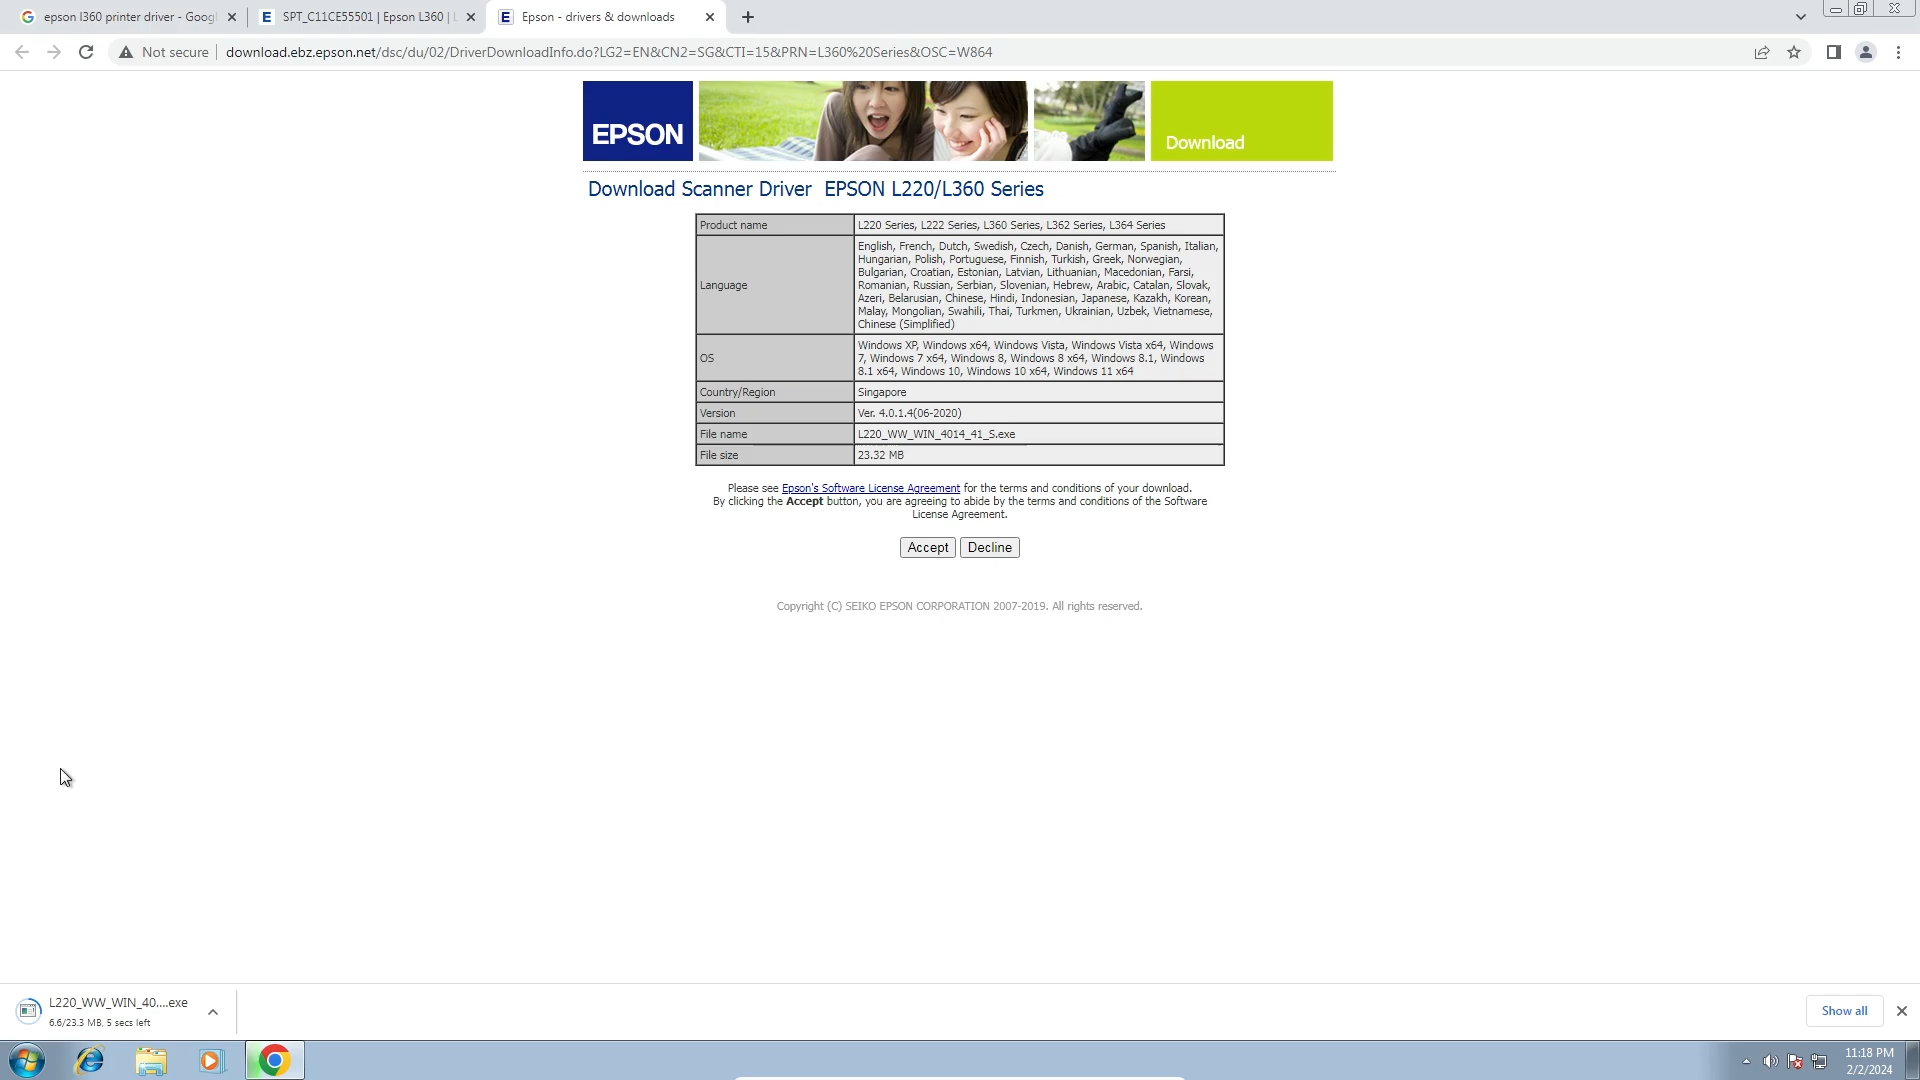 epson l360 printer driver - Googl
SPT_C11CE55501 | Epson L360 | L
Epson - drivers & downloads
Not secure
download.ebz.epson.net/dsc/du/02/DriverDownloadInfo.do?LG2=EN&CN2=SG&CTI=15&PRN=L360%20Series&OSC=W864
EPSON
Download
Download Scanner Driver EPSON L220/L360 Series
Product name
L220 Series, L222 Series, L360 Series, L362 Series, L364 Series
Language
English, French, Dutch, Swedish, Czech, Danish, German, Spanish, Italian,
Hungarian, Polish, Portuguese, Finnish, Turkish, Greek, Norwegian,
Bulgarian, Croatian, Estonian, Latvian, Lithuanian, Macedonian, Farsi,
Romanian, Russian, Serbian, Slovenian, Hebrew, Arabic, Catalan, Slovak,
Azeri, Belarusian, Chinese, Hindi, Indonesian, Japanese, Kazakh, Korean,
Malay, Mongolian, Swahili, Thai, Turkmen, Ukrainian, Uzbek, Vietnamese,
Chinese (Simplified)
OS
Windows XP, Windows x64, Windows Vista, Windows Vista x64, Windows
7, Windows 7 x64, Windows 8, Windows 8 x64, Windows 8.1, Windows
8.1 x64, Windows 10, Windows 10 x64, Windows 11 x64
Country/Region
Singapore
Version
Ver. 4.0.1.4(06-2020)
File name
L220_WW_WIN_4014_41_S.exe
File size
23.32 MB
Please see Epson's Software License Agreement for the terms and conditions of your download.
By clicking the Accept button, you are agreeing to abide by the terms and conditions of the Software
License Agreement.
Accept
Decline
Copyright (C) SEIKO EPSON CORPORATION 2007-2019. All rights reserved.
L220_WW_WIN_40....exe
6.6/23.3 MB, 5 secs left
Show all
11:18 PM
2/2/2024